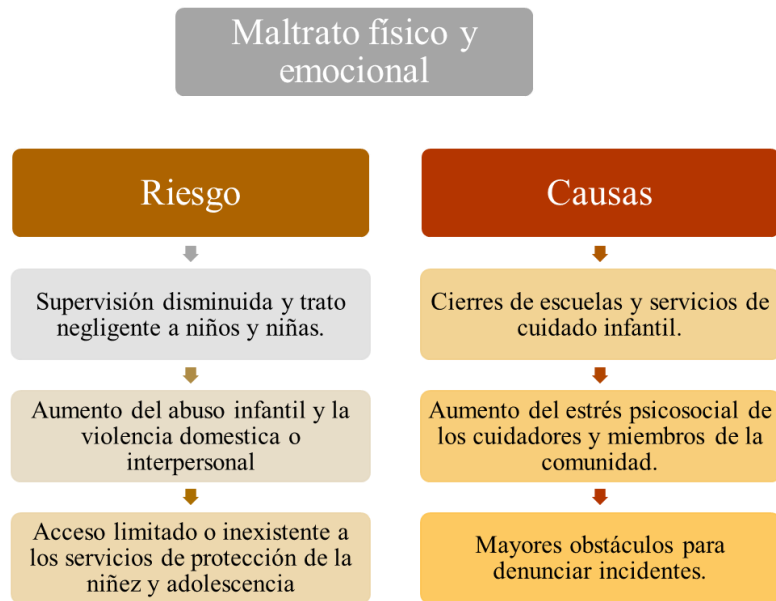 Maltrato físico y
emocional
Riesgo
Supervisión disminuida y trato
negligente a niños y niñas.
Aumento del abuso infantil y la
violencia domestica o
interpersonal
Acceso limitado o inexistente a
los servicios de protección de la
niñez y adolescencia
Causas
Cierres de escuelas y servicios de
cuidado infantil.
Aumento del estrés psicosocial de
los cuidadores y miembros de la
comunidad.
Mayores obstáculos para
denunciar incidentes.